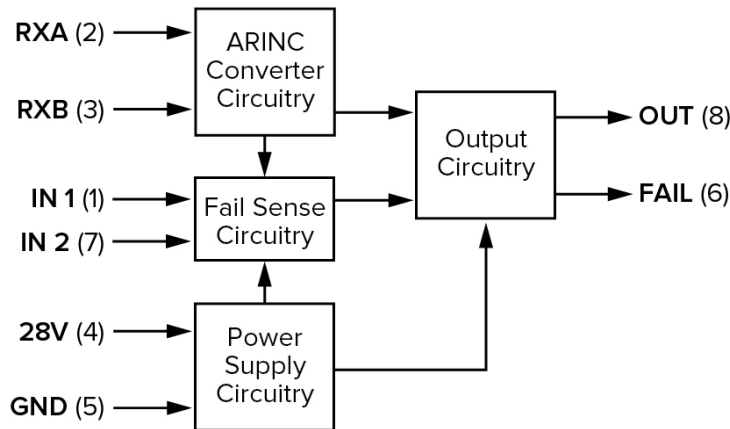 RXA (2)
RXB (3)
ARINC
Converter
Circuitry
IN 1 (1)
IN 2 (7)
Fail Sense
Circuitry
28V (4)
GND (5)
Power
Supply
Circuitry
Output
Circuitry
OUT (8)
FAIL (6)